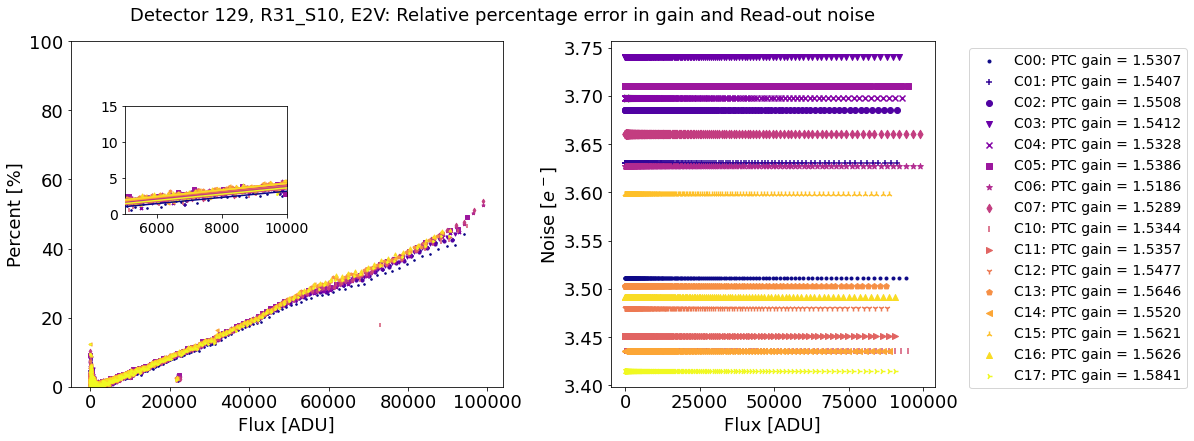 Detector 129, R31_S10, E2V: Relative percentage error in gain and Read-out noise
100
80
60
40
20
0
Percent [%]
0 20000 40000 60000 80000 100000
Flux [ADU]
15
10
5
0
6000 8000 10000
3.75
3.70
3.65
3.60
3.55
3.50
3.45
3.40
Noise [e⁻]
0 25000 50000 75000 100000
Flux [ADU]
C00: PTC gain = 1.5307
C01: PTC gain = 1.5407
C02: PTC gain = 1.5508
C03: PTC gain = 1.5412
C04: PTC gain = 1.5328
C05: PTC gain = 1.5386
C06: PTC gain = 1.5186
C07: PTC gain = 1.5289
C10: PTC gain = 1.5344
C11: PTC gain = 1.5357
C12: PTC gain = 1.5477
C13: PTC gain = 1.5646
C14: PTC gain = 1.5520
C15: PTC gain = 1.5621
C16: PTC gain = 1.5626
C17: PTC gain = 1.5841